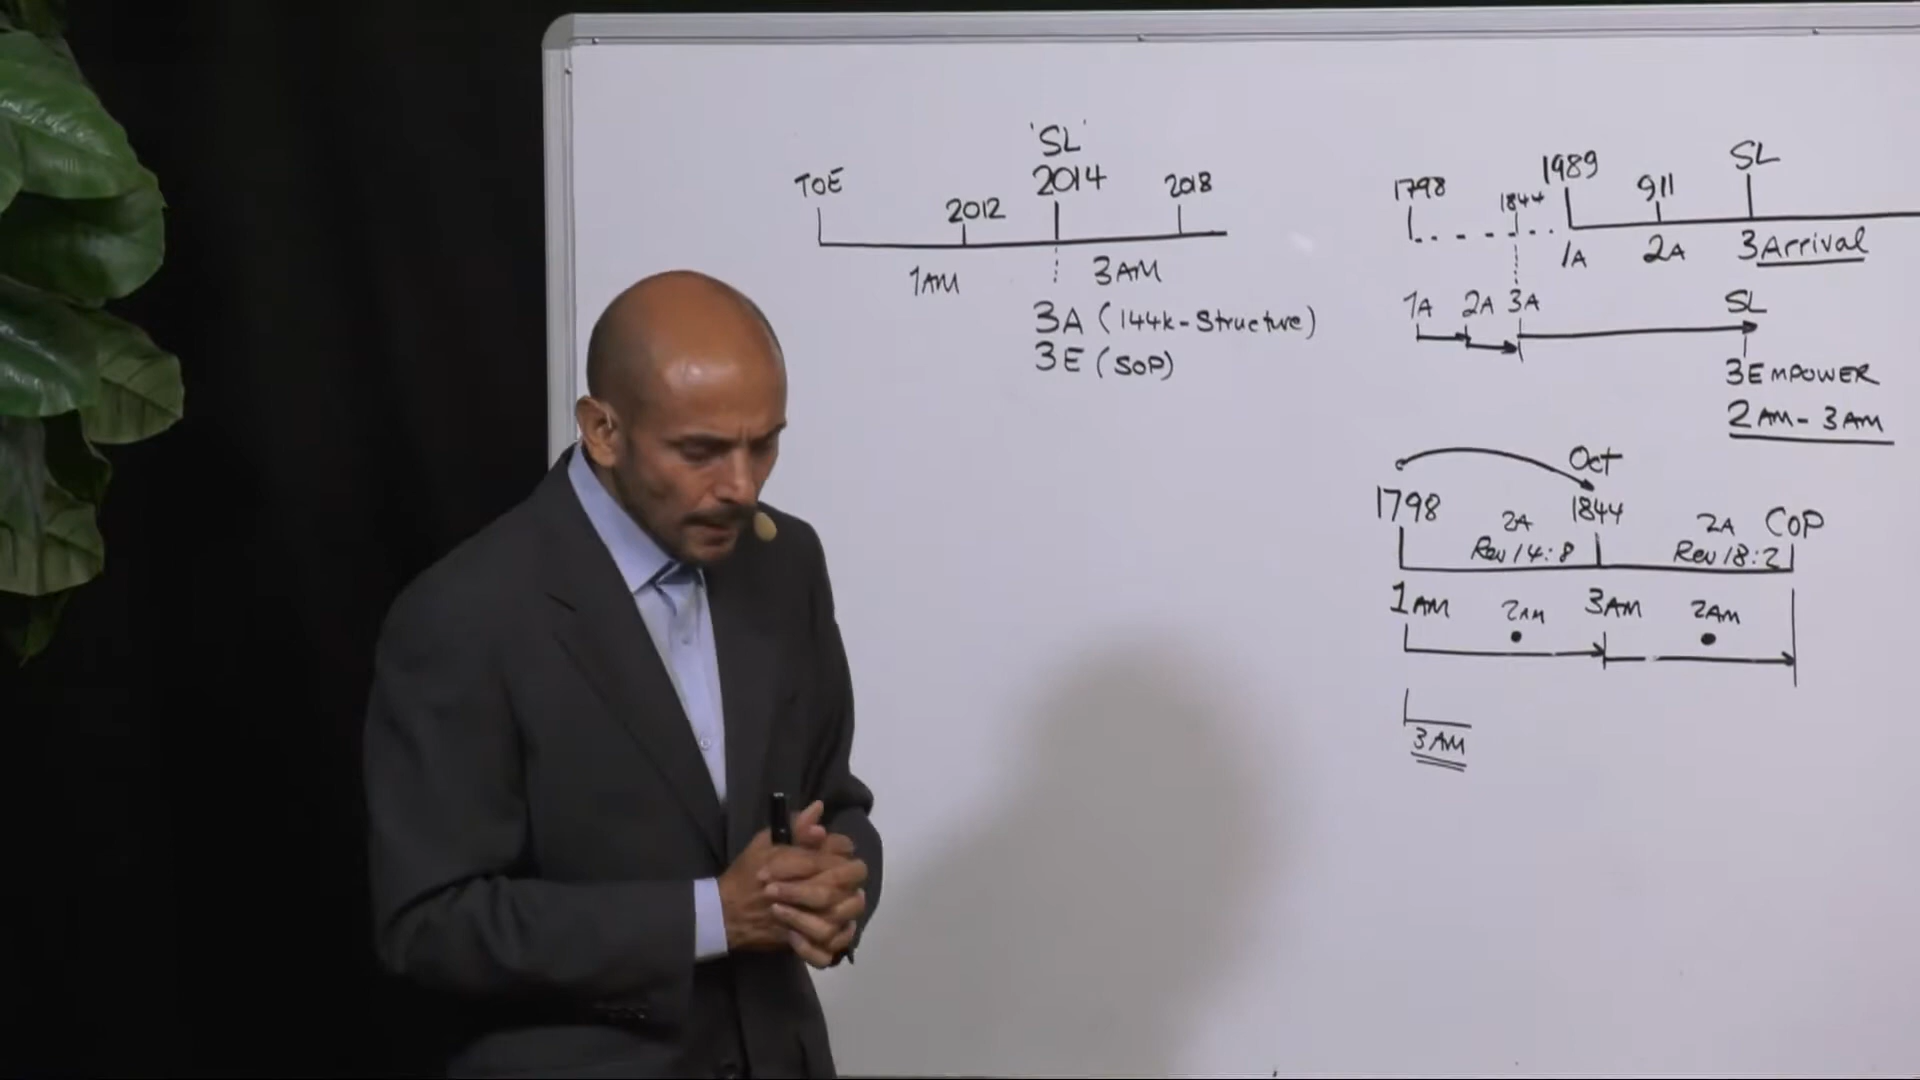 'SL'
TOE 2012 2014 2018
1AM 3AM
3A (144k-Structure)
3E (SOP)
1798 1844 1989 911 SL
1A 2A 3Arrival
1A 2A 3A SL
3EMPOWER
2AM-3AM
Oct
1798 2A 1844 2A COP
Rev 14:8 Rev 18:2
1AM 2AM 3AM 2AM
3AM